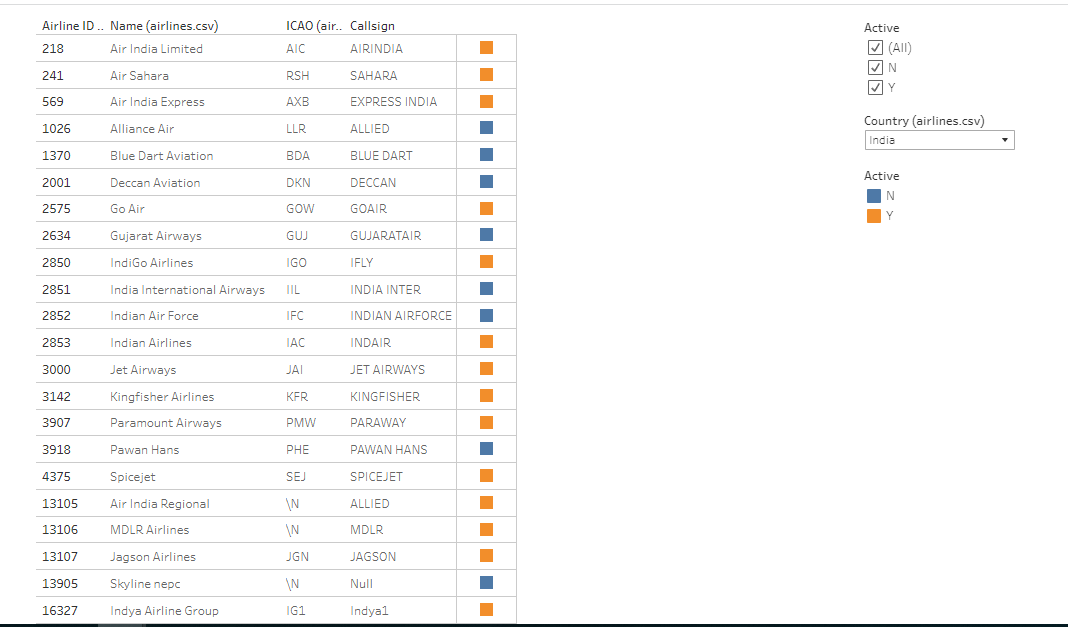 Airline ID .. Name (airlines.csv) ICAO (air.. Callsign
218 Air India Limited AIC AIRINDIA
241 Air Sahara RSH SAHARA
569 Air India Express AXB EXPRESS INDIA
1026 Alliance Air LLR ALLIED
1370 Blue Dart Aviation BDA BLUE DART
2001 Deccan Aviation DKN DECCAN
2575 Go Air GOW GOAIR
2634 Gujarat Airways GUJ GUJARATAIR
2850 IndiGo Airlines IGO IFLY
2851 India International Airways IIL INDIA INTER
2852 Indian Air Force IFC INDIAN AIRFORCE
2853 Indian Airlines IAC INDAIR
3000 Jet Airways JAI JET AIRWAYS
3142 Kingfisher Airlines KFR KINGFISHER
3907 Paramount Airways PMW PARAWAY
3918 Pawan Hans PHE PAWAN HANS
4375 Spicejet SEJ SPICEJET
13105 Air India Regional \N ALLIED
13106 MDLR Airlines \N MDLR
13107 Jagson Airlines JGN JAGSON
13905 Skyline nepc \N Null
16327 Indya Airline Group IG1 Indya1
Active
(All)
N
Y
Country (airlines.csv)
India
Active
N
Y